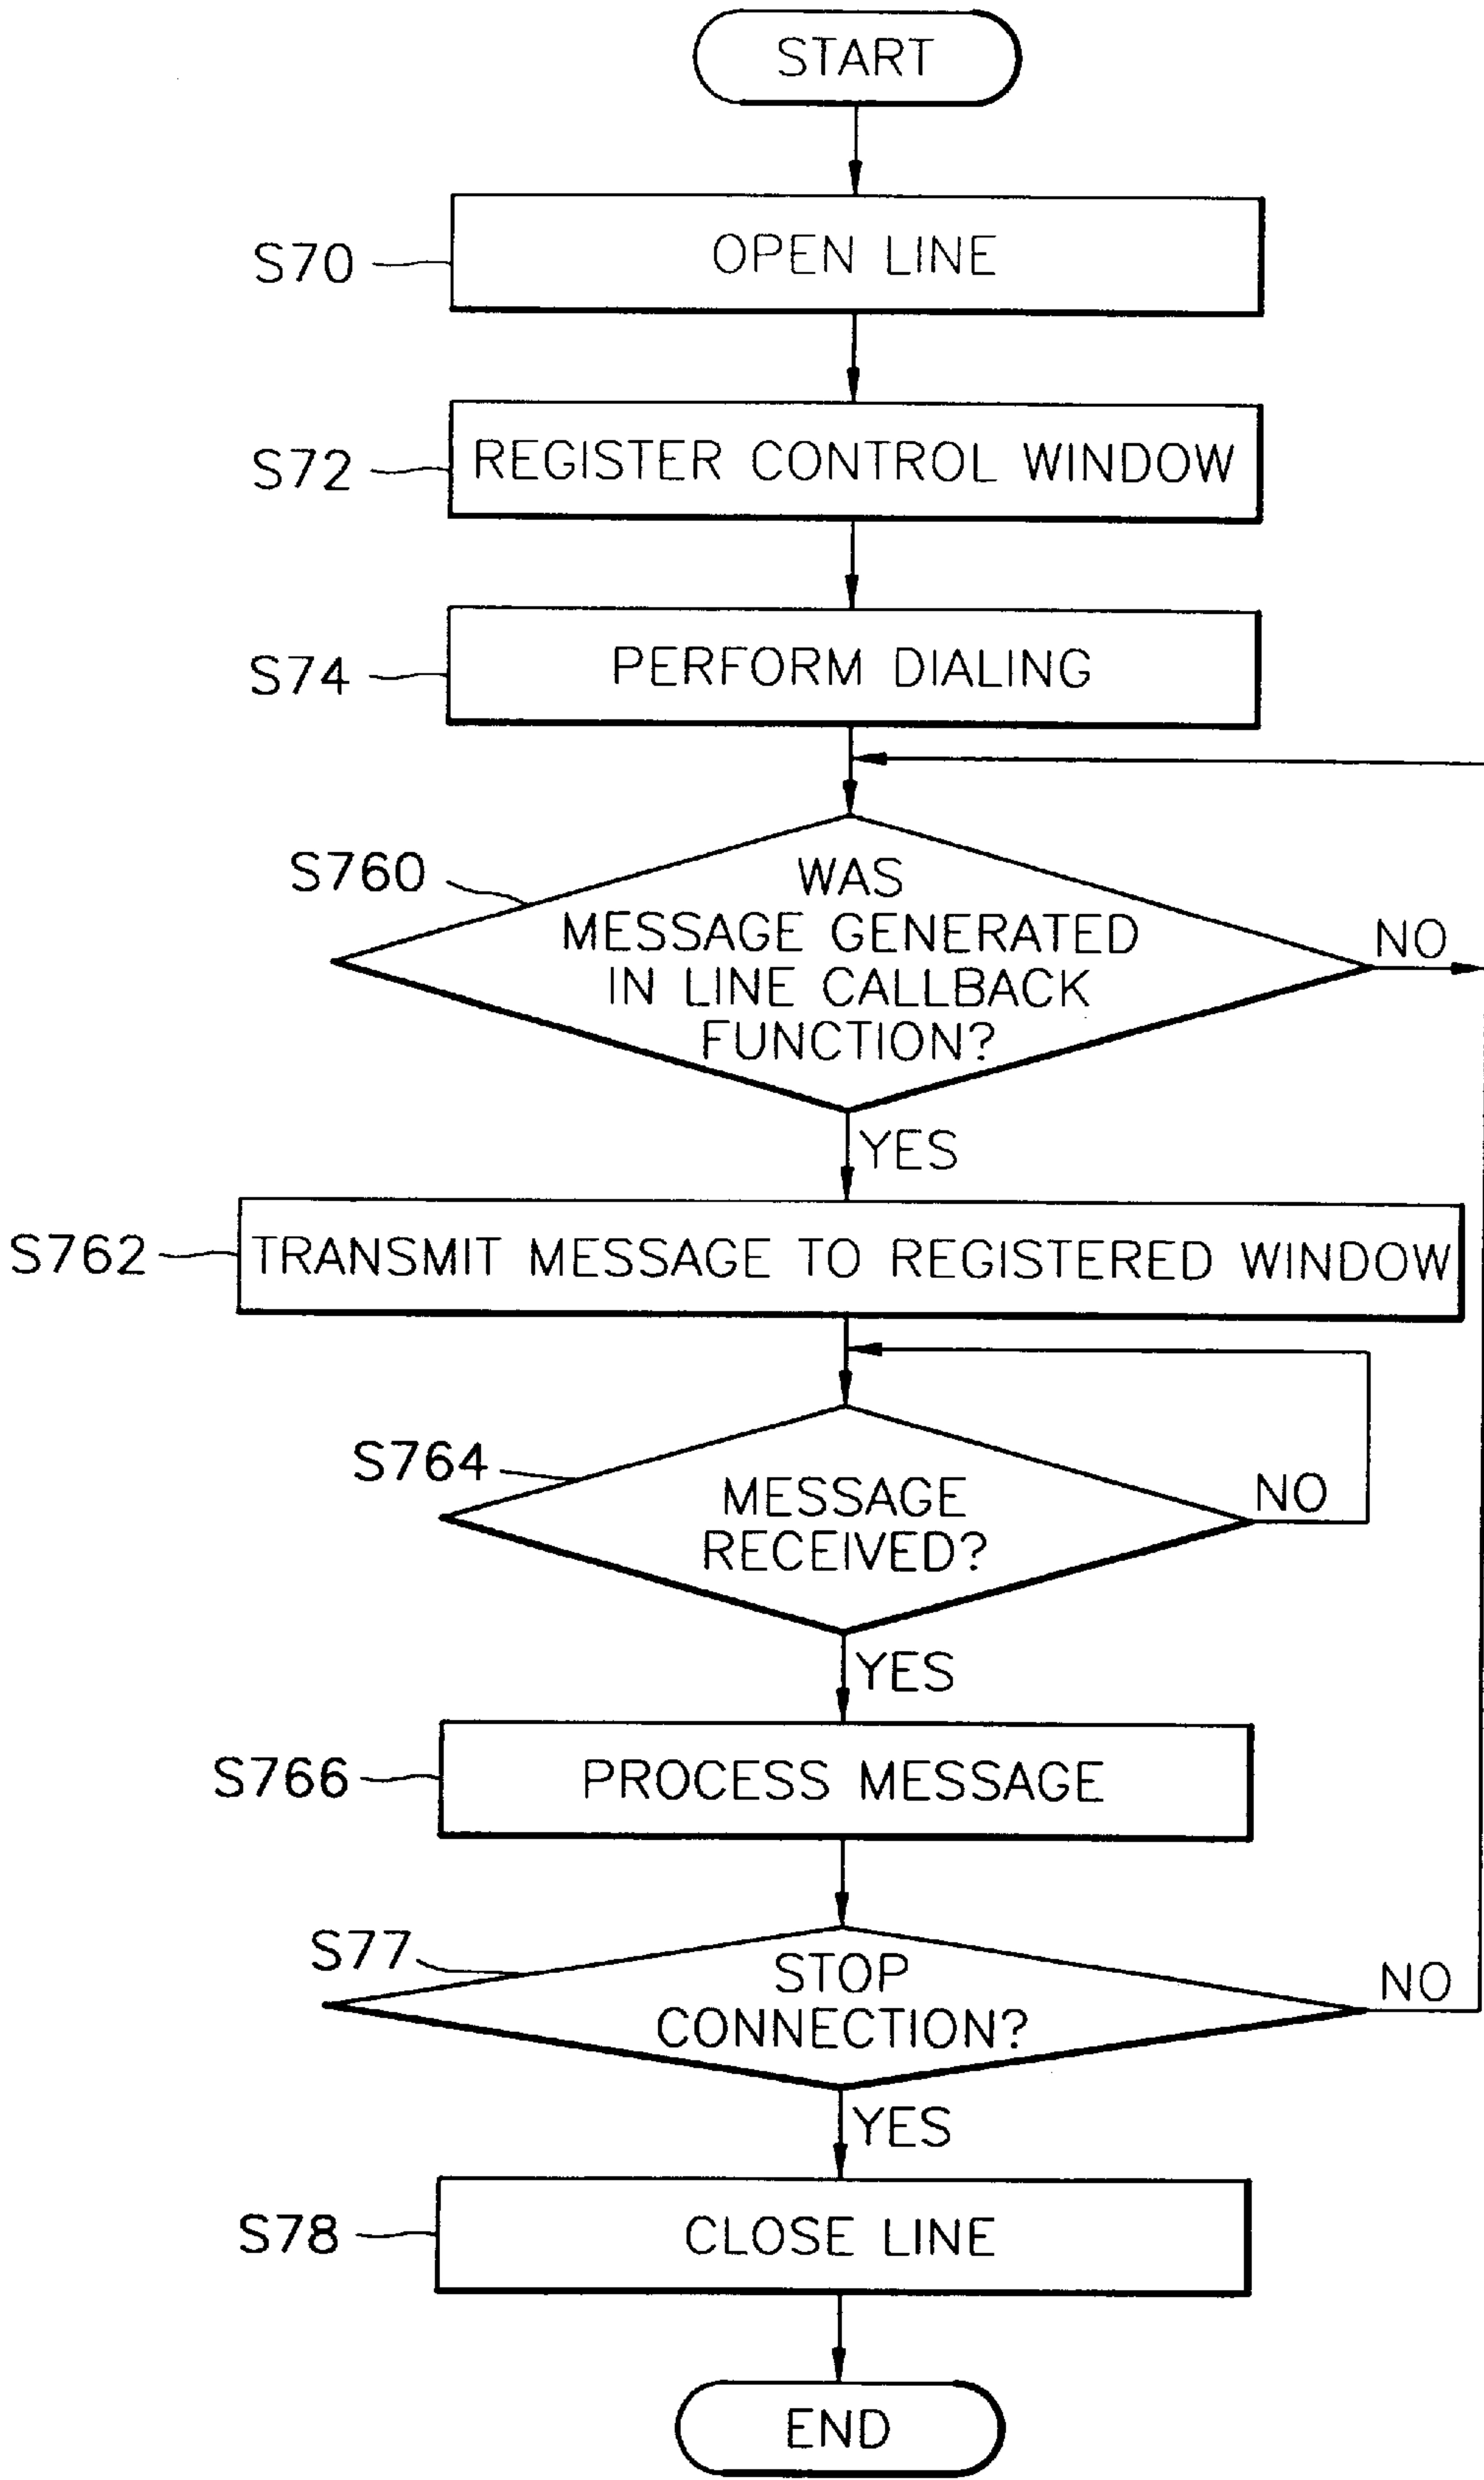 START
S70
OPEN LINE
S72
REGISTER CONTROL WINDOW
S74
PERFORM DIALING
S760
WAS
MESSAGE GENERATED
IN LINE CALLBACK
FUNCTION?
NO
YES
S762
TRANSMIT MESSAGE TO REGISTERED WINDOW
S764
MESSAGE
RECEIVED?
NO
YES
S766
PROCESS MESSAGE
S77
STOP
CONNECTION?
NO
YES
S78
CLOSE LINE
END